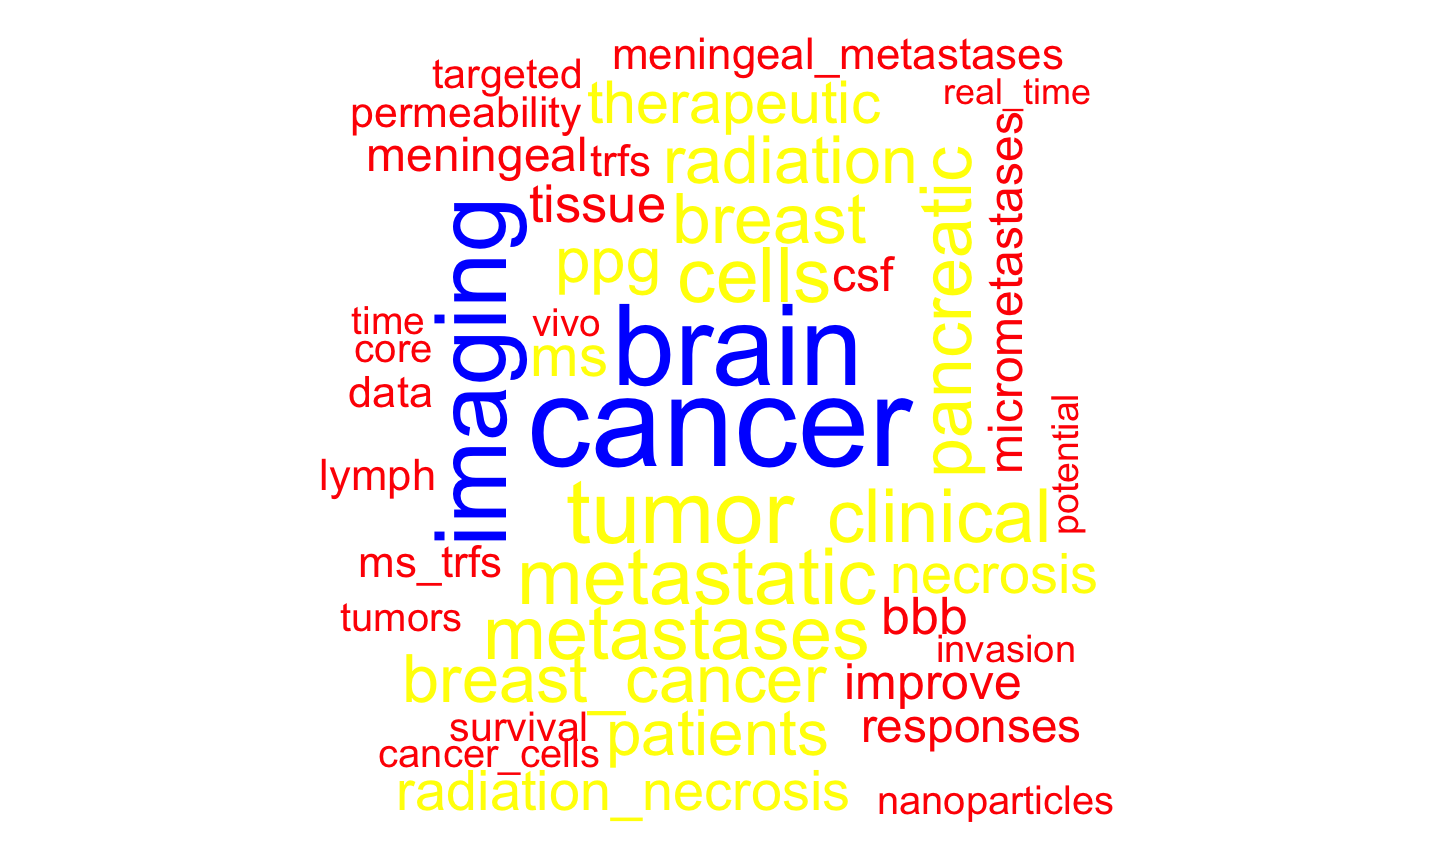 meningeal_metastases
targeted
therapeutic
real_time
permeability
meningeal
trfs
radiation
pancreatic
micrometastases
tissue
breast
imaging
ppg
cells
csf
time
vivo
brain
core
ms
data
cancer
potential
lymph
tumor
clinical
ms_trfs
metastatic
necrosis
tumors
metastases
bbb
invasion
breast_cancer
improve
survival
patients
responses
cancer_cells
radiation_necrosis
nanoparticles